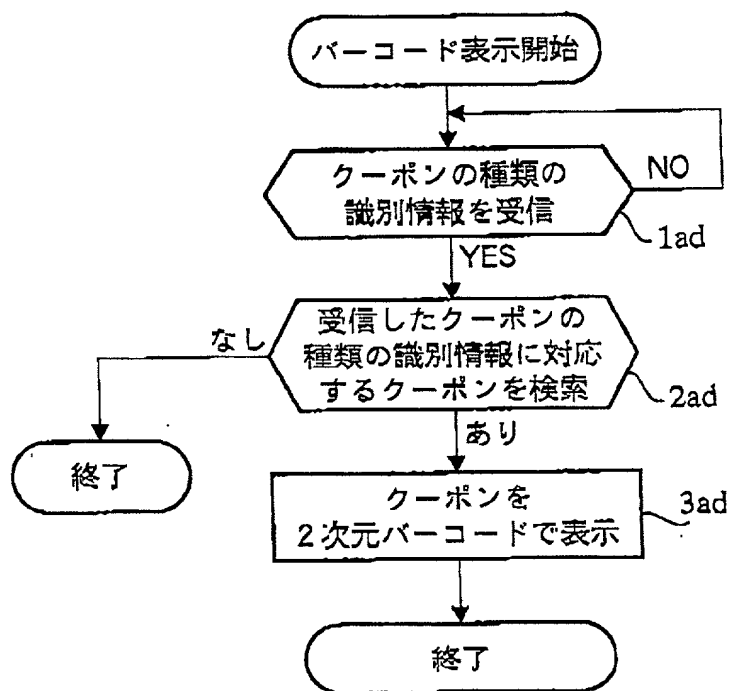 バーコード表示開始
クーポンの種類の
識別情報を受信
NO
1ad
YES
受信したクーポンの
種類の識別情報に対応
するクーポンを検索
なし
2ad
あり
終了
クーポンを
2次元バーコードで表示
3ad
終了